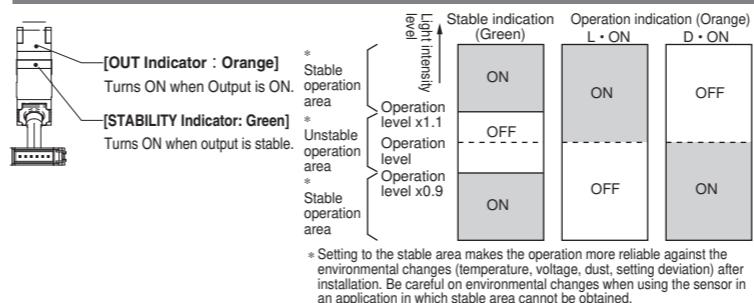 [OUT Indicator : Orange]
Turns ON when Output is ON.
[STABILITY Indicator: Green]
Turns ON when output is stable.
Light intensity
level
Stable indication
(Green)
Operation indication (Orange)
L • ON
D • ON
*
Stable
operation
area
*
Unstable
operation
area
*
Stable
operation
area
Operation
level x1.1
Operation
level
Operation
level x0.9
ON
OFF
ON
ON
OFF
OFF
ON
* Setting to the stable area makes the operation more reliable against the
environmental changes (temperature, voltage, dust, setting deviation) after
installation. Be careful on environmental changes when using the sensor in
an application in which stable area cannot be obtained.